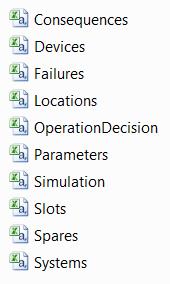 Consequences
Devices
Failures
Locations
OperationDecision
Parameters
Simulation
Slots
Spares
Systems